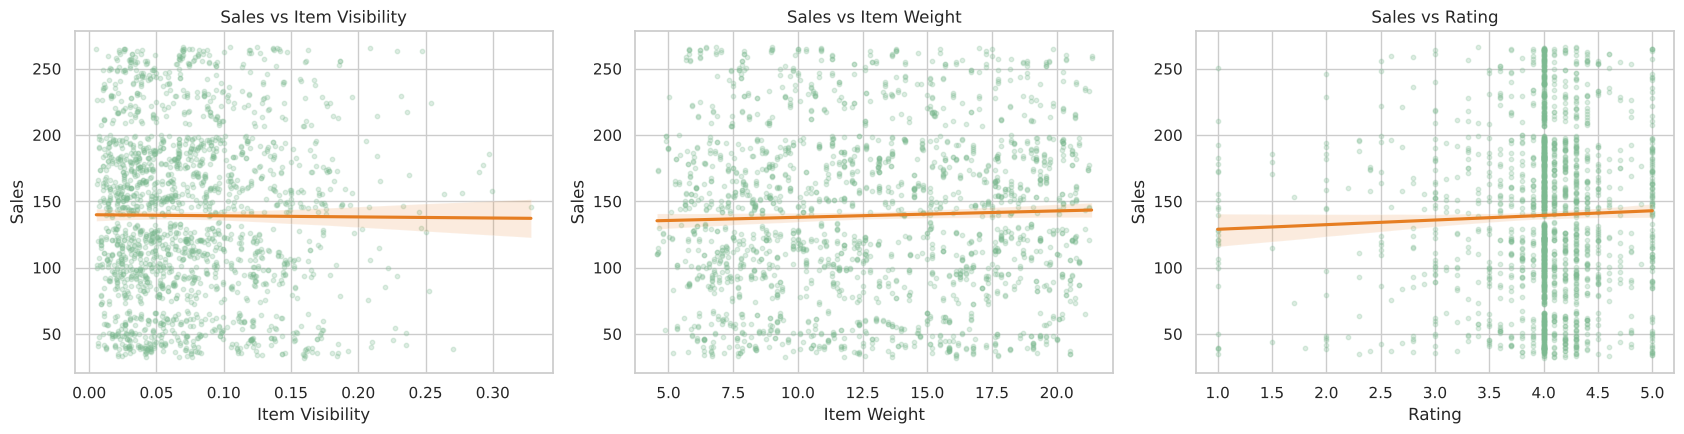 Sales vs Item Visibility
Sales
250
200
150
100
50
0.00 0.05 0.10 0.15 0.20 0.25 0.30
Item Visibility
Sales vs Item Weight
Sales
250
200
150
100
50
5.0 7.5 10.0 12.5 15.0 17.5 20.0
Item Weight
Sales vs Rating
Sales
250
200
150
100
50
1.0 1.5 2.0 2.5 3.0 3.5 4.0 4.5 5.0
Rating